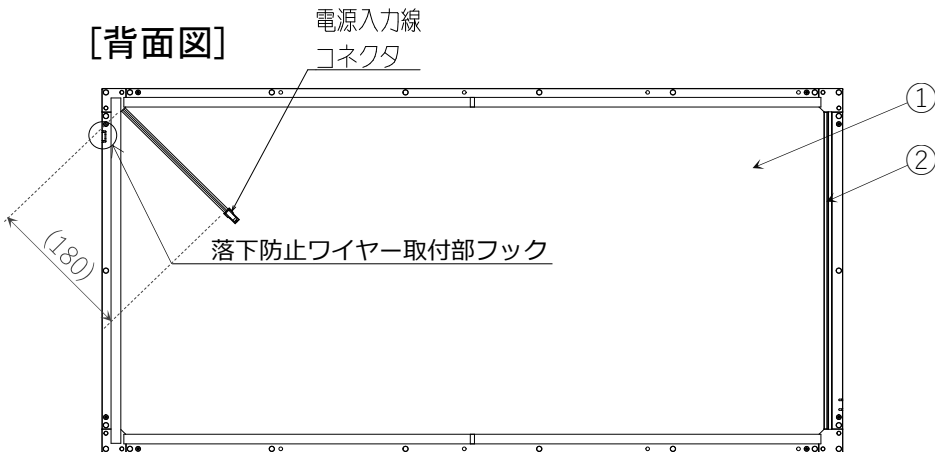 [背面図]
電源入力線
コネクタ
①
②
(180)
落下防止ワイヤー取付部フック